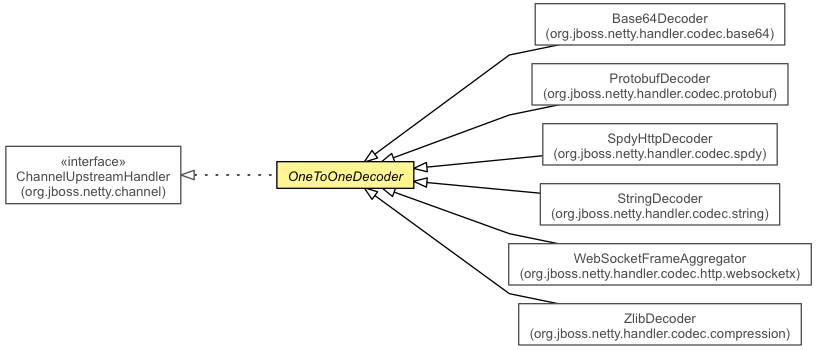 «interface»
ChannelUpstreamHandler
(org.jboss.netty.channel)
OneToOneDecoder
Base64Decoder
(org.jboss.netty.handler.codec.base64)
ProtobufDecoder
(org.jboss.netty.handler.codec.protobuf)
SpdyHttpDecoder
(org.jboss.netty.handler.codec.spdy)
StringDecoder
(org.jboss.netty.handler.codec.string)
WebSocketFrameAggregator
(org.jboss.netty.handler.codec.http.websocketx)
ZlibDecoder
(org.jboss.netty.handler.codec.compression)